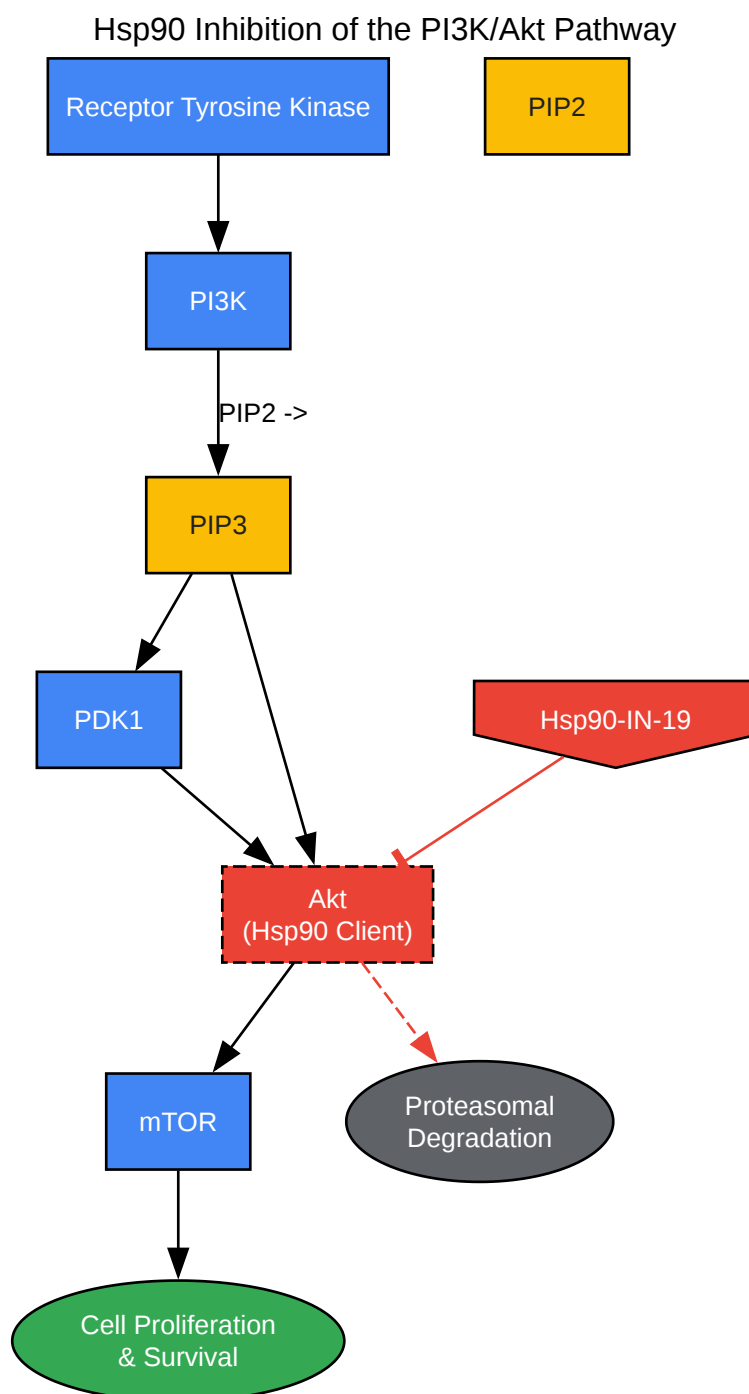 Hsp90 Inhibition of the PI3K/Akt Pathway
Receptor Tyrosine Kinase
PIP2
PI3K
PIP2 ->
PIP3
PDK1
Hsp90-IN-19
Akt
(Hsp90 Client)
mTOR
Proteasomal
Degradation
Cell Proliferation
& Survival